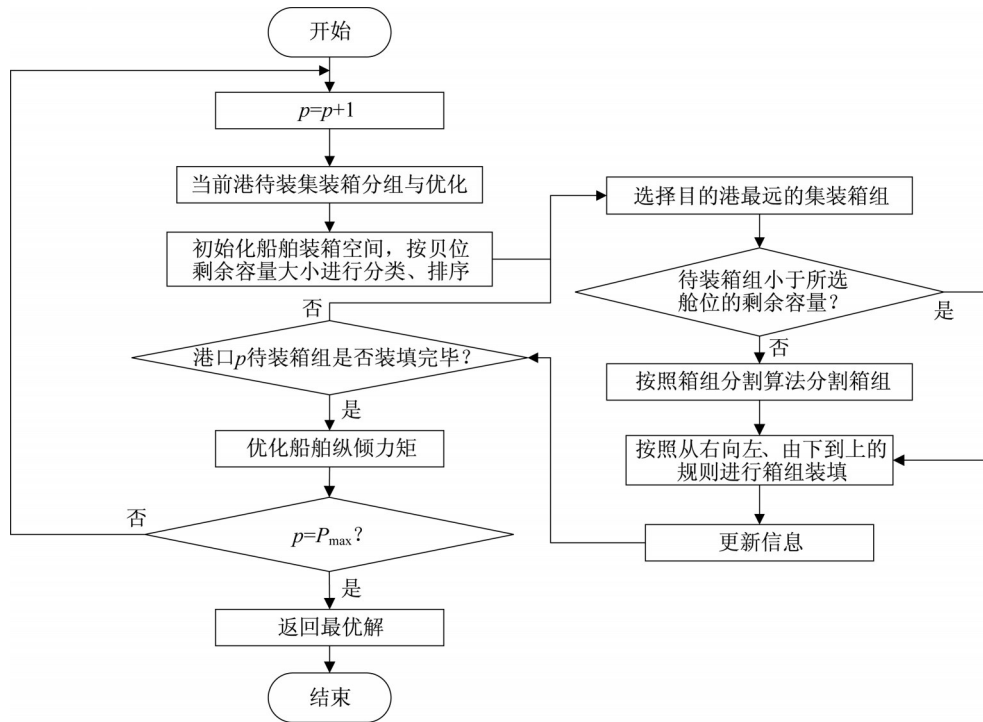 开始
p=p+1
当前港待装集装箱分组与优化
初始化船舶装箱空间，按贝位
剩余容量大小进行分类、排序
否
港口p待装箱组是否装填完毕？
是
优化船舶纵倾力矩
否
p=Pmax？
是
返回最优解
结束
选择目的港最远的集装箱组
待装箱组小于所选
舱位的剩余容量？
是
否
按照箱组分割算法分割箱组
按照从右向左、由下到上的
规则进行箱组装填
更新信息